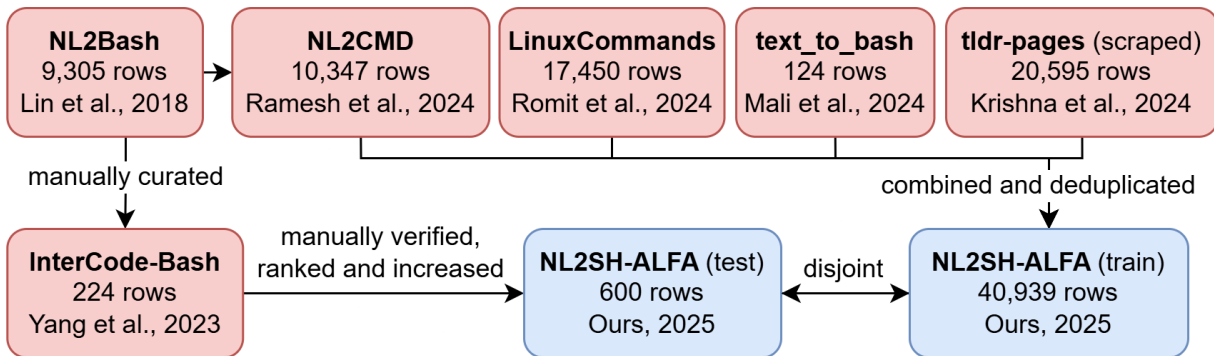 NL2Bash
9,305 rows
Lin et al., 2018
NL2CMD
10,347 rows
Ramesh et al., 2024
LinuxCommands
17,450 rows
Romit et al., 2024
text_to_bash
124 rows
Mali et al., 2024
tldr-pages (scraped)
20,595 rows
Krishna et al., 2024
manually curated
combined and deduplicated
InterCode-Bash
224 rows
Yang et al., 2023
manually verified,
ranked and increased
NL2SH-ALFA (test)
600 rows
Ours, 2025
disjoint
NL2SH-ALFA (train)
40,939 rows
Ours, 2025